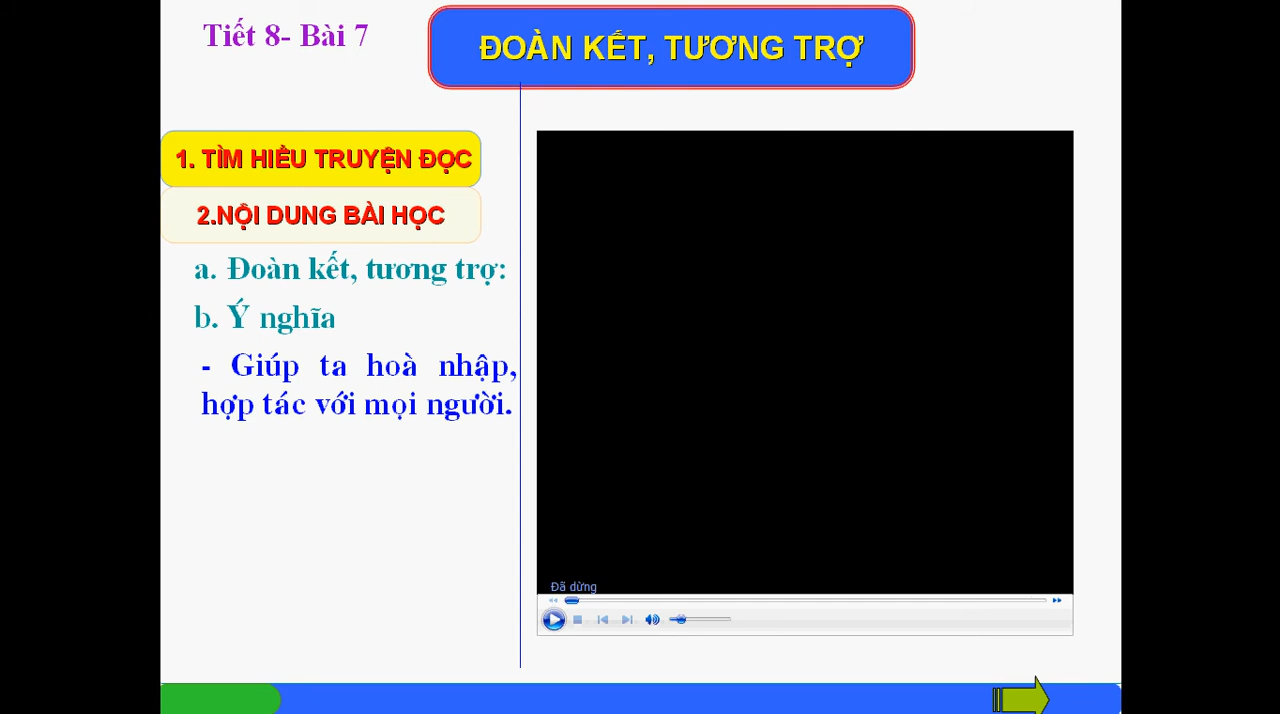 Tiết 8- Bài 7
ĐOÀN KẾT, TƯƠNG TRỢ
1. TÌM HIỂU TRUYỆN ĐỌC
2.NỘI DUNG BÀI HỌC
a. Đoàn kết, tương trợ:
b. Ý nghĩa
- Giúp ta hoà nhập,
hợp tác với mọi người.
Đã dừng